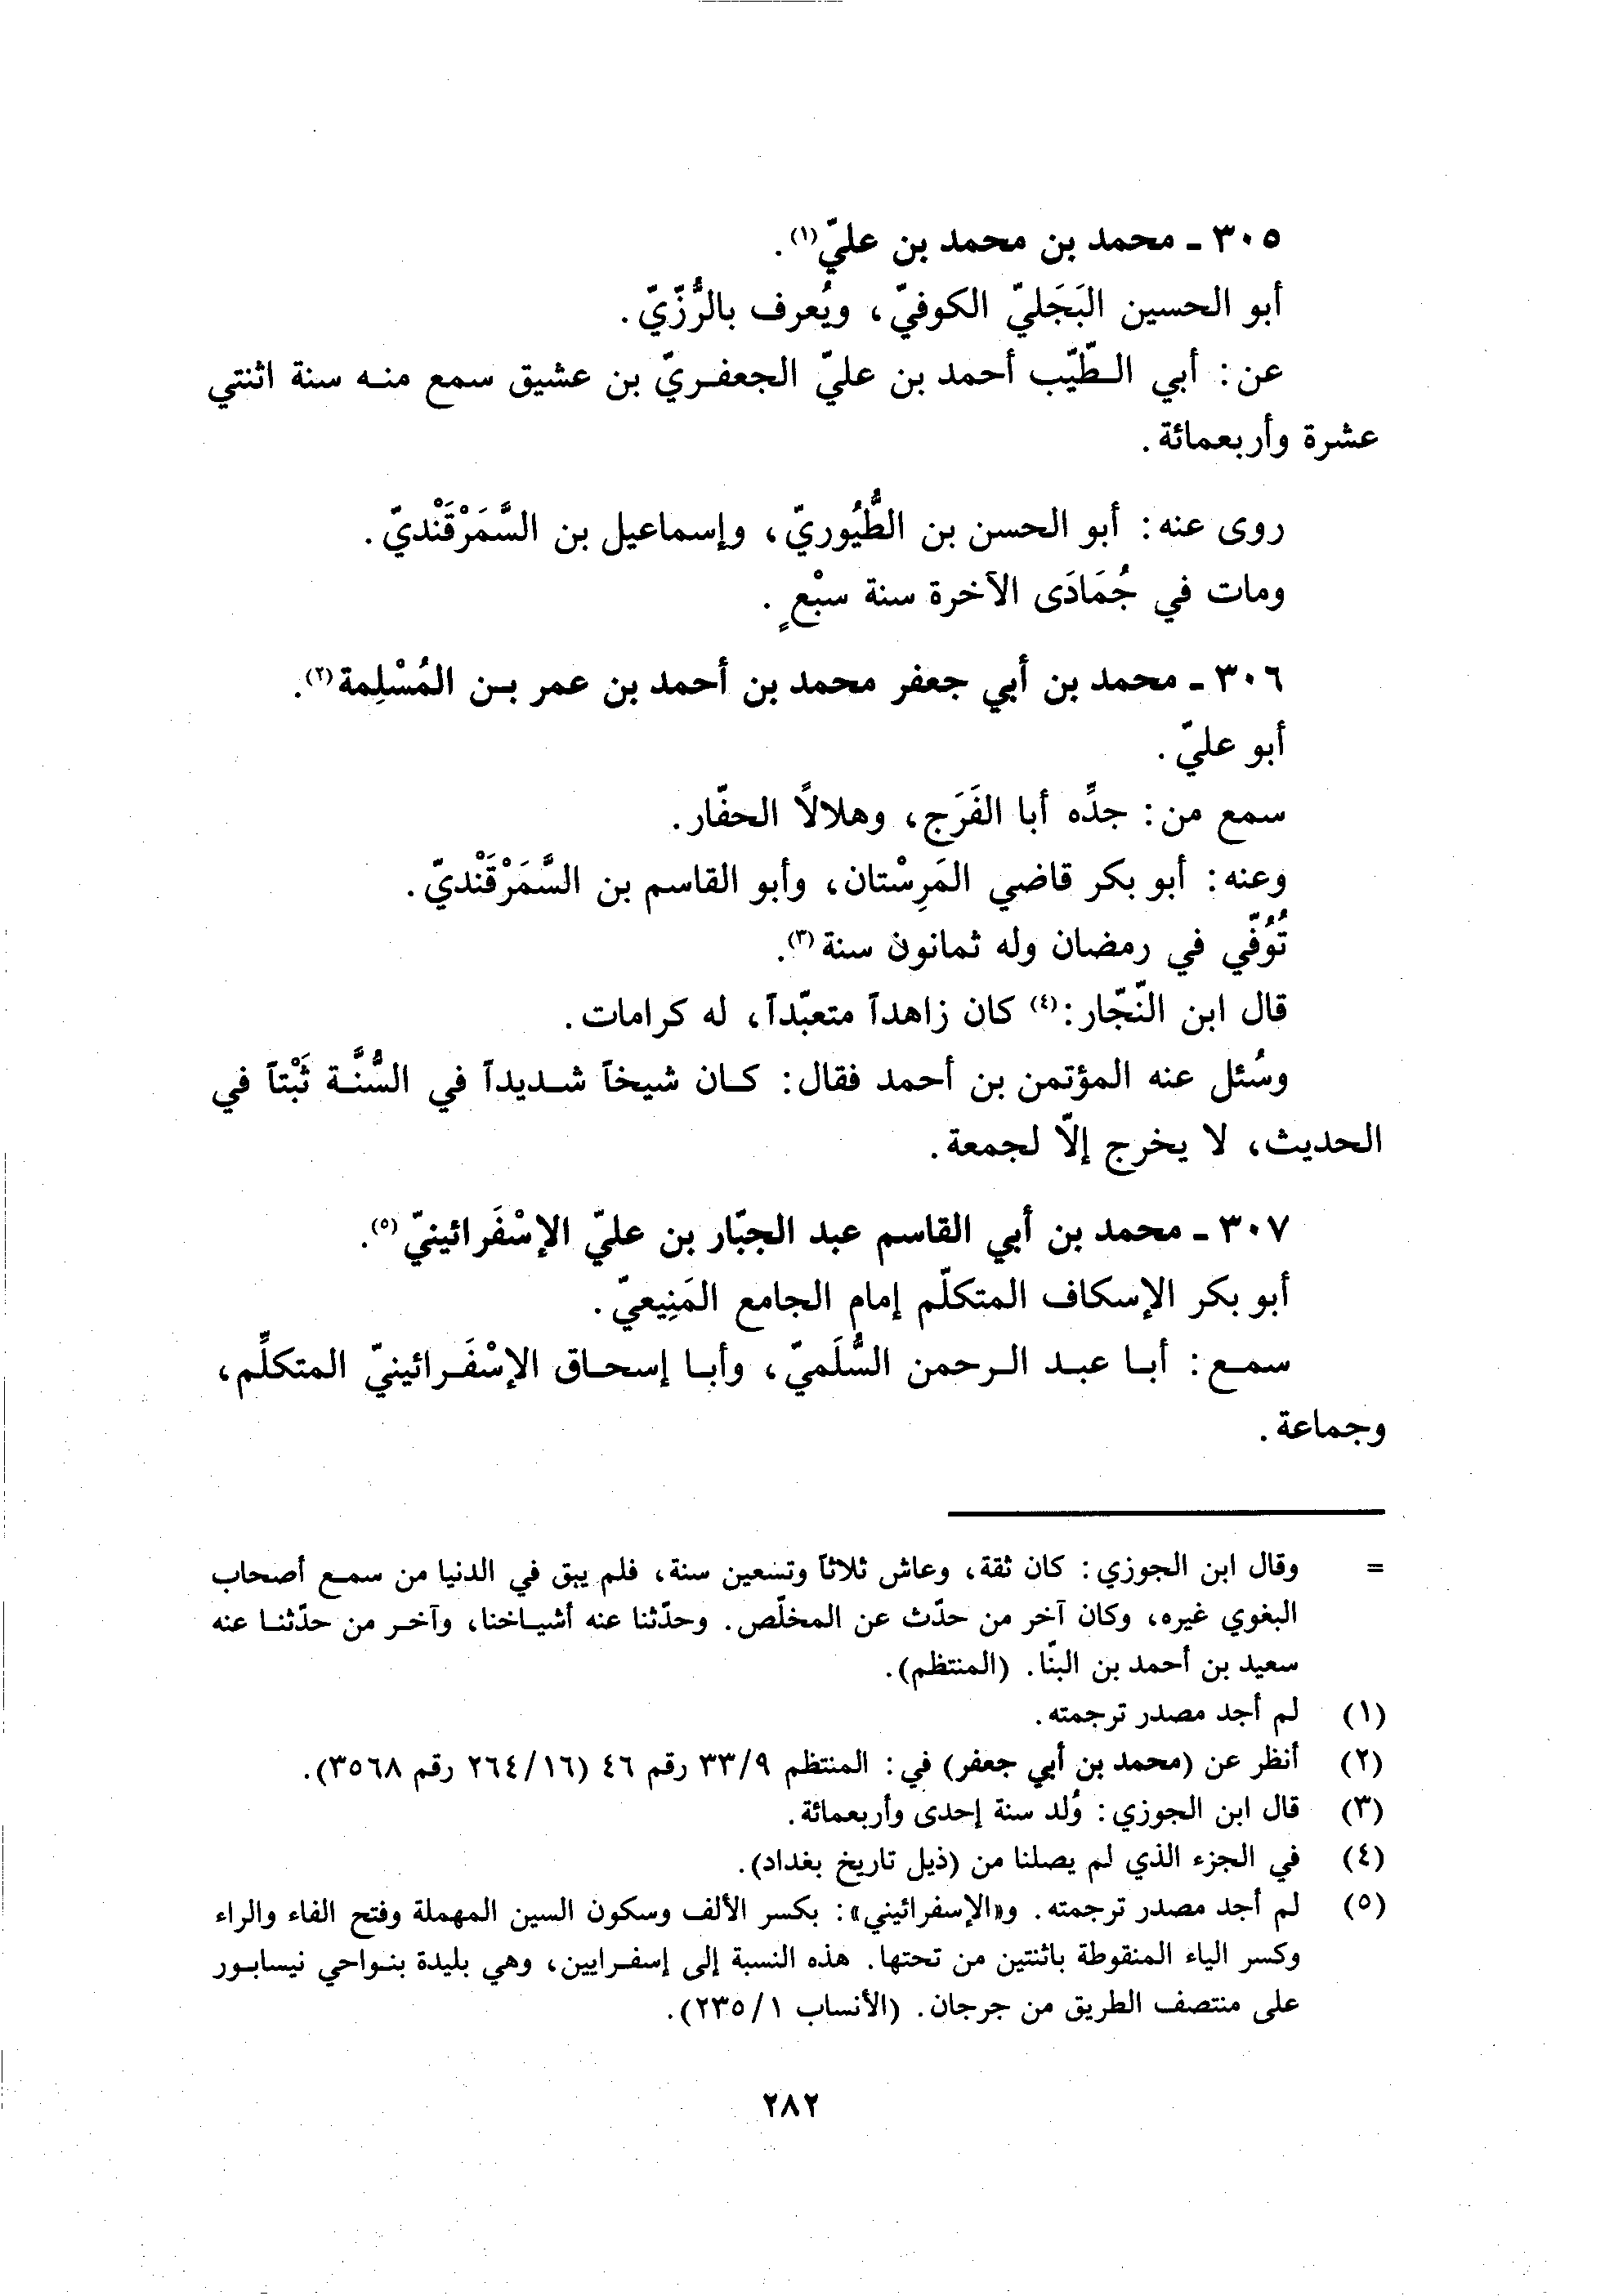 ٣٠٥ ـ محمد بن محمد بن عليّ(١).
أبو الحسين البَجَليّ الكوفيّ، ويُعرف بالرُّزّيّ.
عن: أبي الطّيّب أحمد بن عليّ الجعفريّ بن عشيق سمع منه سنة اثنتي
عشرة وأربعمائة.
روى عنه: أبو الحسن بن الطُّيُوريّ، وإسماعيل بن السَّمَرْقَنْديّ.
ومات في جُمَادَى الآخرة سنة سبْعٍ.
٣٠٦ ـ محمد بن أبي جعفر محمد بن أحمد بن عمر بن المُسْلِمة(٢).
أبو عليّ.
سمع من: جدِّه أبا الفَرَج، وهلالاً الحفّار.
وعنه: أبو بكر قاضي المَرِسْتان، وأبو القاسم بن السَّمَرْقَنْديّ.
تُوُفّي في رمضان وله ثمانون سنة(٣).
قال ابن النّجّار:(٤) كان زاهداً متعبّداً، له كرامات.
وسُئل عنه المؤتمن بن أحمد فقال: كان شيخاً شديداً في السُّنَّة ثَبْتاً في
الحديث، لا يخرج إلّا لجمعة.
٣٠٧ ـ محمد بن أبي القاسم عبد الجبّار بن عليّ الإسْفَرائينيّ(٥).
أبو بكر الإسكاف المتكلّم إمام الجامع المَنِيعيّ.
سمع: أبا عبد الرحمن السُّلَميّ، وأبا إسحاق الإسْفَرائينيّ المتكلِّم،
وجماعة.
= وقال ابن الجوزي: كان ثقة، وعاش ثلاثاً وتسعين سنة، فلم يبق في الدنيا من سمع أصحاب
البغوي غيره، وكان آخر من حدّث عن المخلّص. وحدّثنا عنه أشياخنا، وآخر من حدّثنا عنه
سعيد بن أحمد بن البنّا. (المنتظم).
(١) لم أجد مصدر ترجمته.
(٢) أنظر عن (محمد بن أبي جعفر) في: المنتظم ٣٣/٩ رقم ٤٦ (٢٦٤/١٦ رقم ٣٥٦٨).
(٣) قال ابن الجوزي: وُلد سنة إحدى وأربعمائة.
(٤) في الجزء الذي لم يصلنا من (ذيل تاريخ بغداد).
(٥) لم أجد مصدر ترجمته. و«الإسفرائيني»: بكسر الألف وسكون السين المهملة وفتح الفاء والراء
وكسر الياء المنقوطة باثنتين من تحتها. هذه النسبة إلى إسفرايين، وهي بليدة بنواحي نيسابور
على منتصف الطريق من جرجان. (الأنساب ٢٣٥/١).
٢٨٢